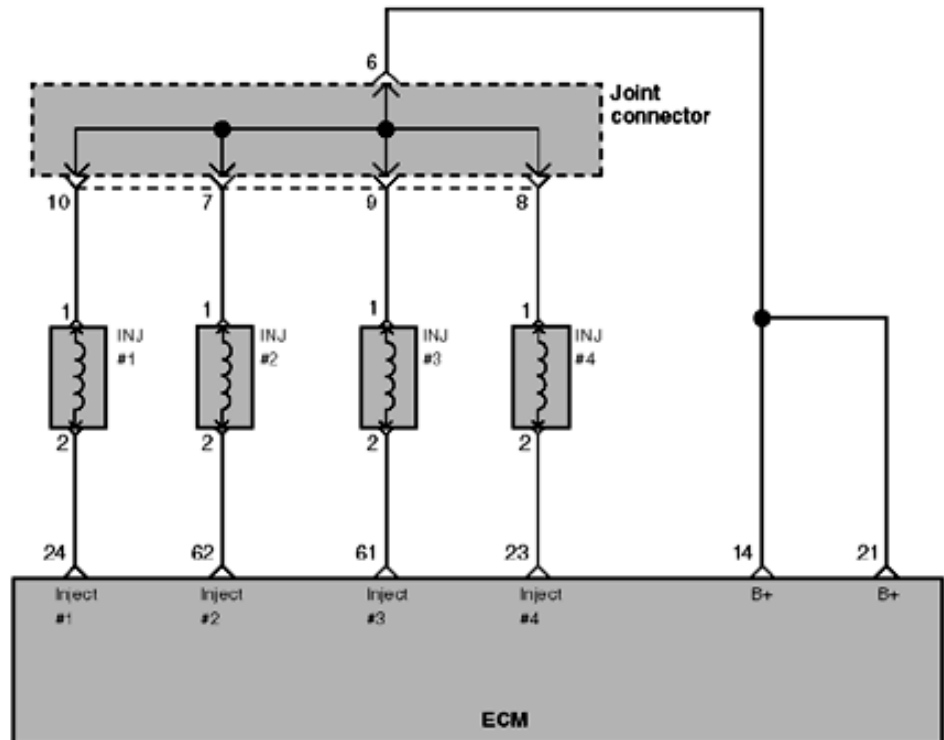 6
Joint
connector
10 7 9 8
1 1 1 1
INJ
#1
INJ
#2
INJ
#3
INJ
#4
2 2 2 2
24 62 61 23 14 21
Inject
#1
Inject
#2
Inject
#3
Inject
#4
B+
B+
ECM